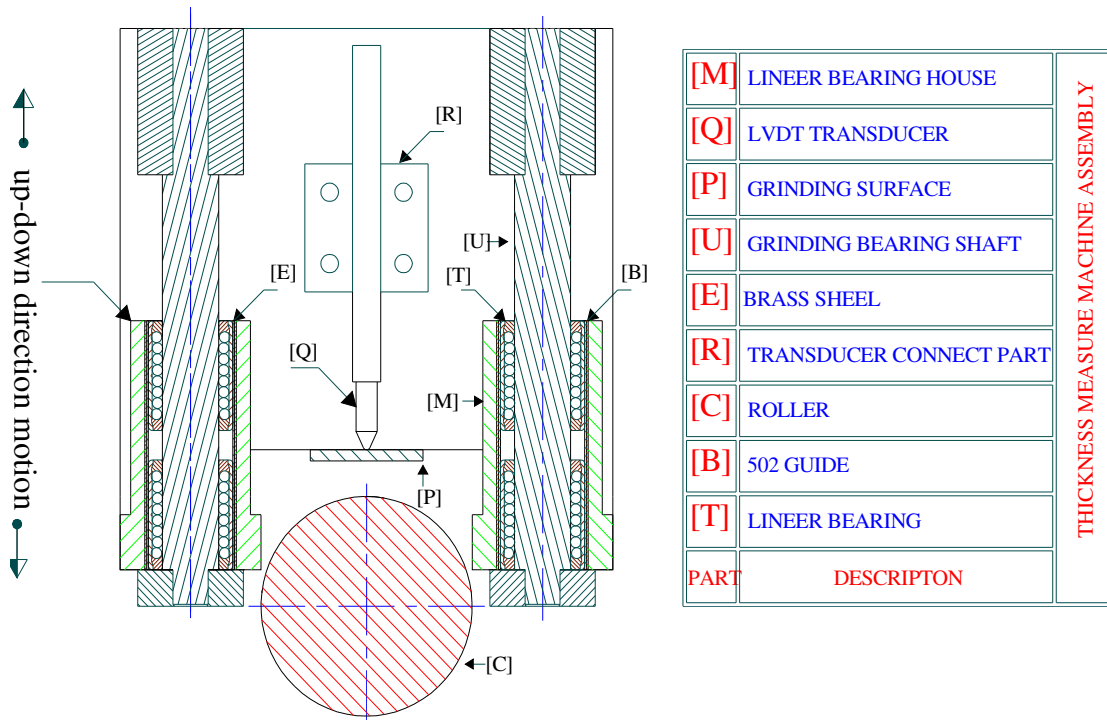 up-down direction motion
[R]
[U]
[E]
[T]
[B]
[Q]
[M]
[P]
[C]
[M] LINEER BEARING HOUSE
[Q] LVDT TRANSDUCER
[P] GRINDING SURFACE
[U] GRINDING BEARING SHAFT
[E] BRASS SHEEL
[R] TRANSDUCER CONNECT PART
[C] ROLLER
[B] 502 GUIDE
[T] LINEER BEARING
PART DESCRIPTON
THICKNESS MEASURE MACHINE ASSEMBLY